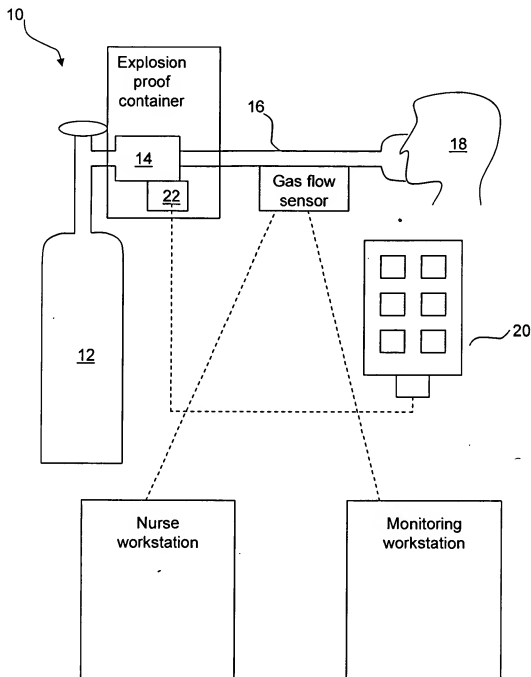 10
Explosion
proof
container
16
14
18
22
Gas flow
sensor
12
20
Nurse
workstation
Monitoring
workstation